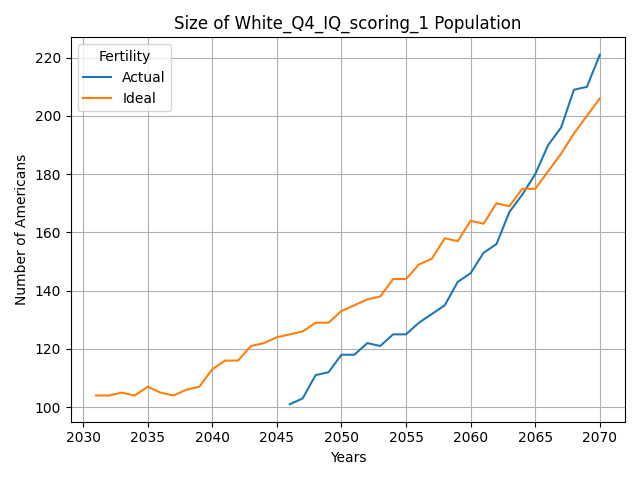 Size of White_Q4_IQ_scoring_1 Population
Fertility
Actual
Ideal
220
200
180
160
140
120
100
Number of Americans
2030 2035 2040 2045 2050 2055 2060 2065 2070
Years